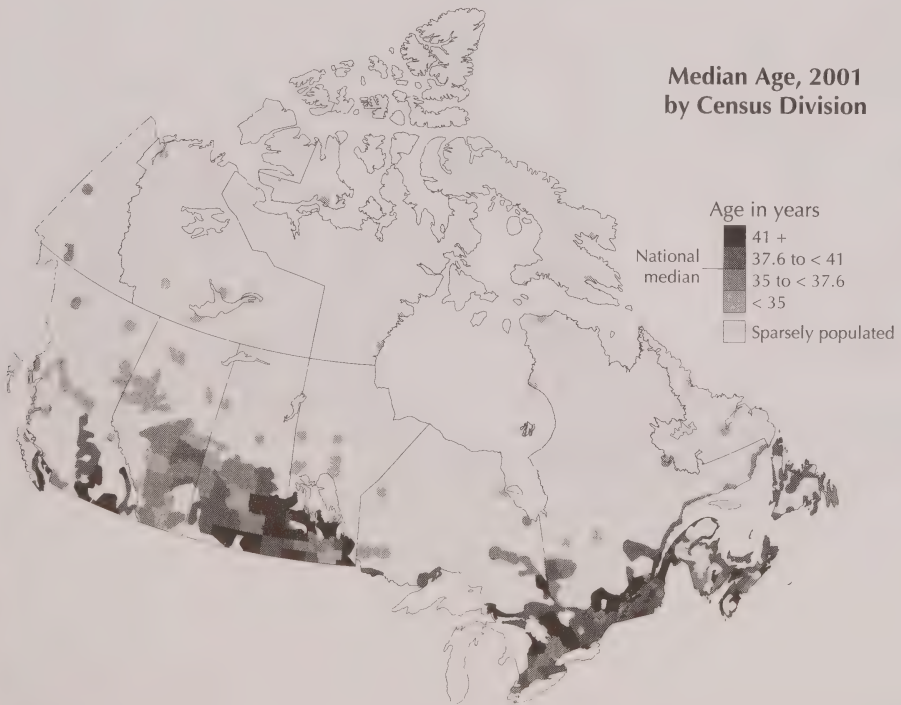 Median Age, 2001
by Census Division
Age in years
National
median
41 +
37.6 to < 41
35 to < 37.6
< 35
Sparsely populated